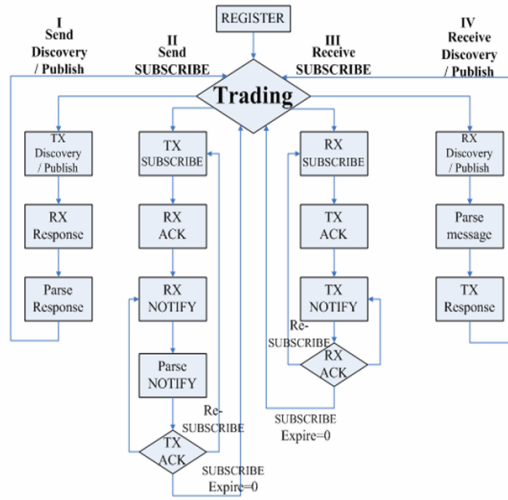 REGISTER
I
Send
Discovery
/ Publish
II
Send
SUBSCRIBE
III
Receive
SUBSCRIBE
IV
Receive
Discovery
/ Publish
Trading
TX
Discovery
/ Publish
RX
Response
Parse
Response
TX
SUBSCRIBE
RX
ACK
RX
NOTIFY
Parse
NOTIFY
TX
ACK
Re-
SUBSCRIBE
SUBSCRIBE
Expire=0
RX
SUBSCRIBE
TX
ACK
TX
NOTIFY
Re-
SUBSCRIBE
RX
ACK
SUBSCRIBE
Expire=0
RX
Discovery
/ Publish
Parse
message
TX
Response